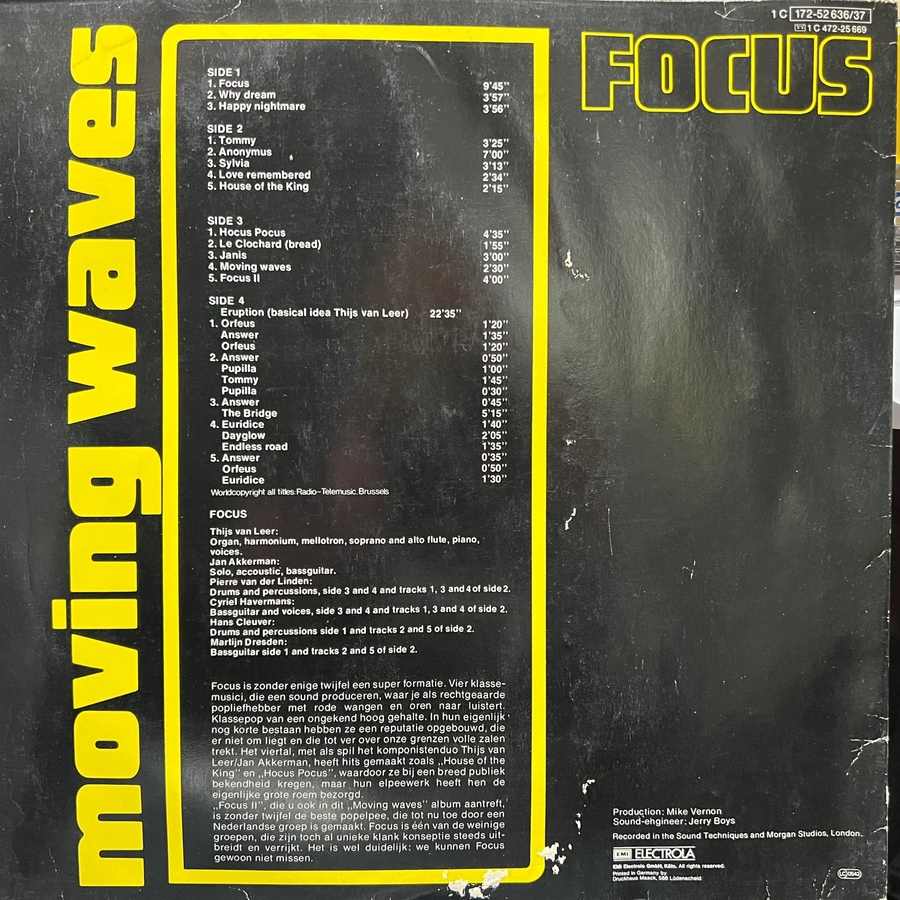 1 C 172-52 636/37
1 C 472-25 669
FOCUS
moving waves
SIDE 1
1. Focus 9'45''
2. Why dream 3'57''
3. Happy nightmare 3'56''
SIDE 2
1. Tommy 3'25''
2. Anonymus 7'00''
3. Sylvia 3'13''
4. Love remembered 2'34''
5. House of the King 2'15''
SIDE 3
1. Hocus Pocus 4'35''
2. Le Clochard (bread) 1'55''
3. Janis 3'00''
4. Moving waves 2'30''
5. Focus II 4'00''
SIDE 4
Eruption (basical idea Thijs van Leer) 22'35''
1. Orfeus 1'20''
Answer 1'35''
Orfeus 1'20''
2. Answer 0'50''
Pupilla 1'00''
Tommy 1'45''
Pupilla 0'30''
3. Answer 0'45''
The Bridge 5'15''
4. Euridice 1'40''
Dayglow 2'05''
Endless road 1'35''
5. Answer 0'35''
Orfeus 0'50''
Euridice 1'30''
Worldcopyright all titles: Radio-Telemusic, Brussels
FOCUS
Thijs van Leer:
Organ, harmonium, mellotron, soprano and alto flute, piano,
voices.
Jan Akkerman:
Solo, accoustic, bassguitar.
Pierre van der Linden:
Drums and percussions, side 3 and 4 and tracks 1, 3 and 4 of side 2.
Cyriel Havermans:
Bassguitar and voices, side 3 and 4 and tracks 1, 3 and 4 of side 2.
Hans Cleuver:
Drums and percussions side 1 and tracks 2 and 5 of side 2.
Martijn Dresden:
Bassguitar side 1 and tracks 2 and 5 of side 2.
Focus is zonder enige twijfel een super formatie. Vier klasse-
musici, die een sound produceren, waar je als rechtgeaarde
popliefhebber met rode wangen en oren naar luistert.
Klassepop van een ongekend hoog gehalte. In hun eigenlijk
nog korte bestaan hebben ze een reputatie opgebouwd, die
er niet om liegt en die tot ver over onze grenzen volle zalen
trekt. Het viertal, met als spil het komponistenduo Thijs van
Leer/Jan Akkerman, heeft hits gemaakt zoals ,,House of the
King'' en ,,Hocus Pocus'', waardoor ze bij een breed publiek
bekendheid kregen, maar hun elpeewerk heeft hen de
eigenlijke grote roem bezorgd.
,,Focus II'', die u ook in dit ,,Moving waves'' album aantreft,
is zonder twijfel de beste popelpee, die tot nu toe door een
Nederlandse groep is gemaakt. Focus is één van de weinige
groepen, die zijn toch al unieke klank konseptie steeds uit-
breidt en verrijkt. Het is wel duidelijk: we kunnen Focus
gewoon niet missen.
Production: Mike Vernon
Sound-ehgineer; Jerry Boys
Recorded in the Sound Techniques and Morgan Studios, London.
EMI ELECTROLA
EMI Electrola GmbH, Köln. All rights reserved.
Printed in Germany by
Druckhaus Maack, 588 Lüdenscheid.
LC 0542